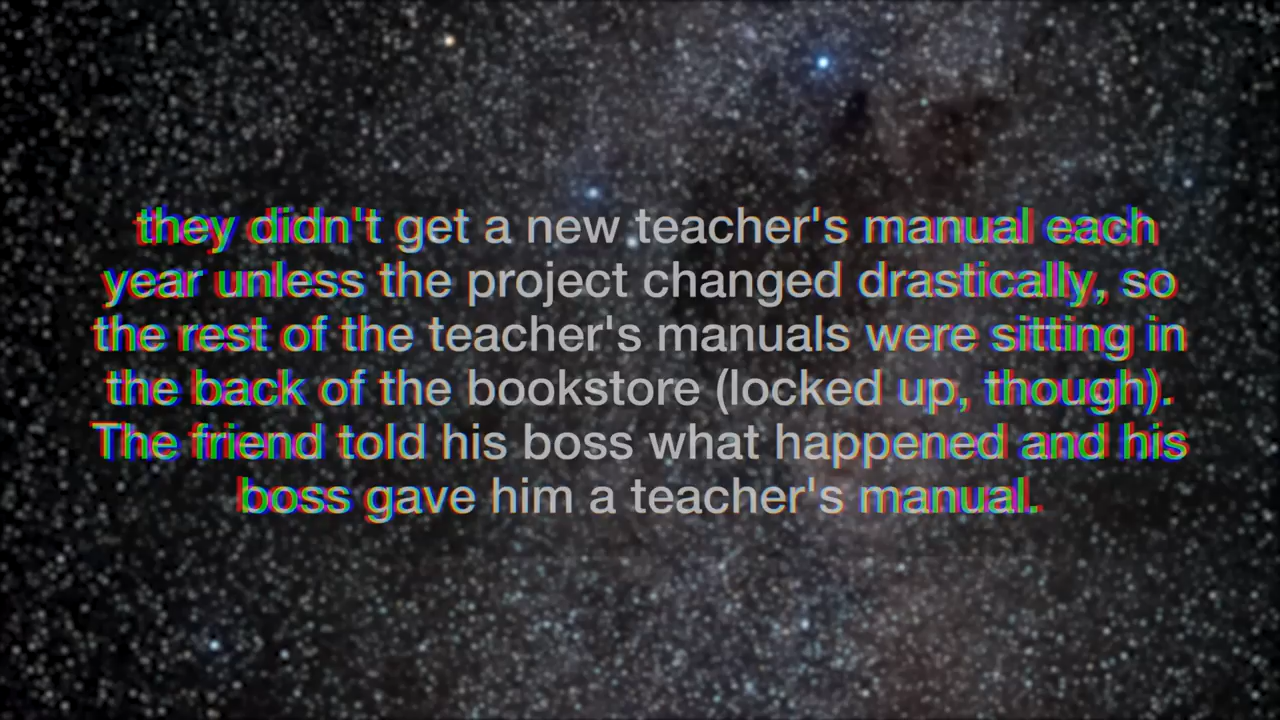 they didn't get a new teacher's manual each
year unless the project changed drastically, so
the rest of the teacher's manuals were sitting in
the back of the bookstore (locked up, though).
The friend told his boss what happened and his
boss gave him a teacher's manual.